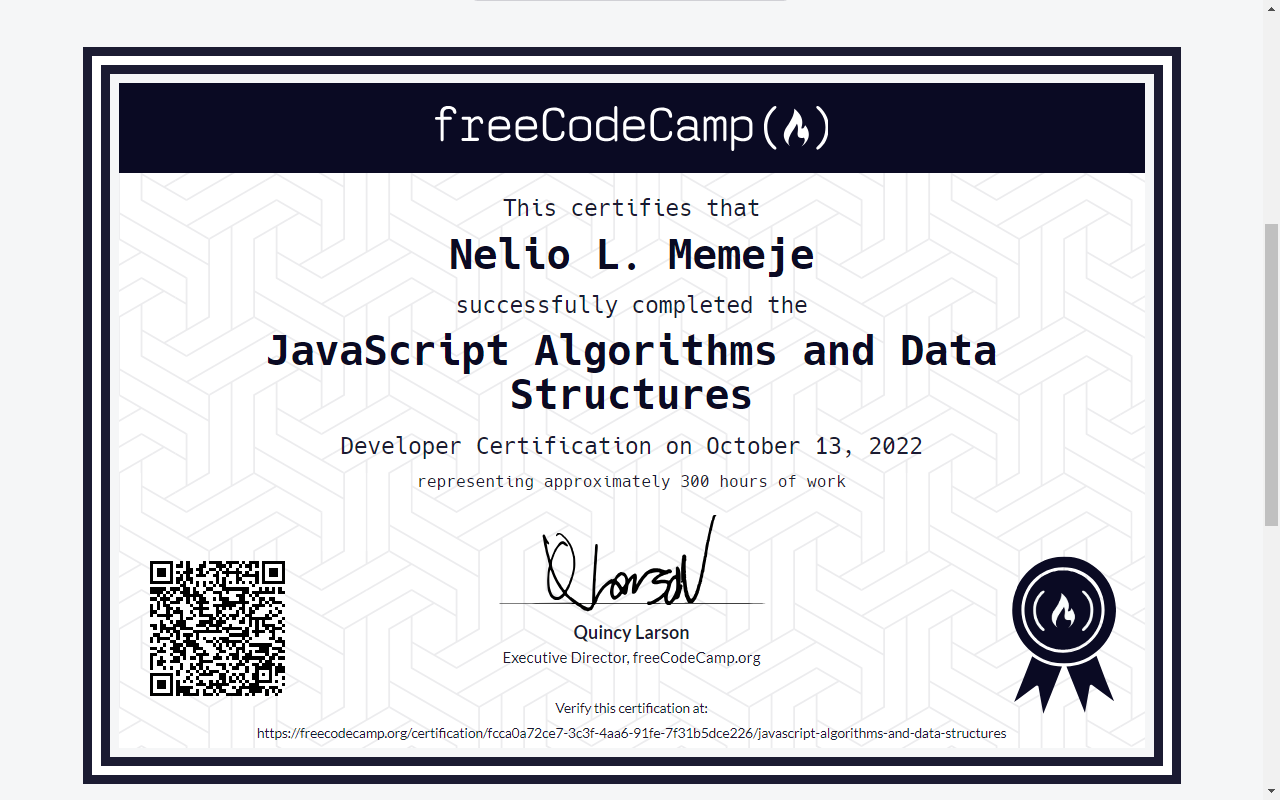 freeCodeCamp
This certifies that
Nelio L. Memeje
successfully completed the
JavaScript Algorithms and Data
Structures
Developer Certification on October 13, 2022
representing approximately 300 hours of work
Q Larson
Quincy Larson
Executive Director, freeCodeCamp.org
Verify this certification at:
https://freecodecamp.org/certification/fcca0a72ce7-3c3f-4aa6-91fe-7f31b5dce226/javascript-algorithms-and-data-structures